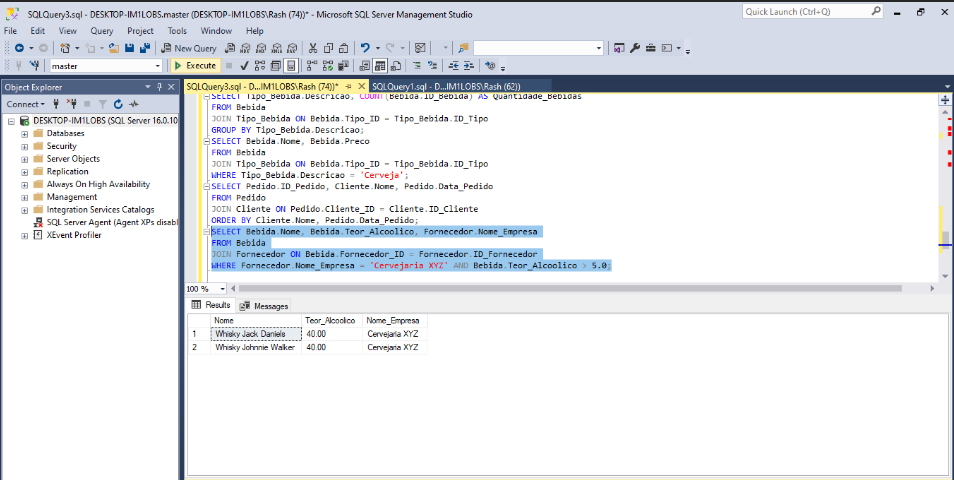 SQLQuery3.sql - DESKTOP-IM1LOBS.master (DESKTOP-IM1LOBS\Rash (74))* - Microsoft SQL Server Management Studio
Quick Launch (Ctrl+Q)
File Edit View Query Project Tools Window Help
New Query
master
Execute
Object Explorer
SQLQuery3.sql - D...IM1LOBS\Rash (74))*
SQLQuery1.sql - D...IM1LOBS\Rash (62))
Connect
DESKTOP-IM1LOBS (SQL Server 16.0.10
Databases
Security
Server Objects
Replication
Always On High Availability
Management
Integration Services Catalogs
SQL Server Agent (Agent XPs disabl
XEvent Profiler
SELECT Tipo_Bebida.Descricao, COUNT(Bebida.ID_Bebida) AS Quantidade_Bebidas
FROM Bebida
JOIN Tipo_Bebida ON Bebida.Tipo_ID = Tipo_Bebida.ID_Tipo
GROUP BY Tipo_Bebida.Descricao;
SELECT Bebida.Nome, Bebida.Preco
FROM Bebida
JOIN Tipo_Bebida ON Bebida.Tipo_ID = Tipo_Bebida.ID_Tipo
WHERE Tipo_Bebida.Descricao = 'Cerveja';
SELECT Pedido.ID_Pedido, Cliente.Nome, Pedido.Data_Pedido
FROM Pedido
JOIN Cliente ON Pedido.Cliente_ID = Cliente.ID_Cliente
ORDER BY Cliente.Nome, Pedido.Data_Pedido;
SELECT Bebida.Nome, Bebida.Teor_Alcoolico, Fornecedor.Nome_Empresa
FROM Bebida
JOIN Fornecedor ON Bebida.Fornecedor_ID = Fornecedor.ID_Fornecedor
WHERE Fornecedor.Nome_Empresa = 'Cervejaria XYZ' AND Bebida.Teor_Alcoolico > 5.0;
100 %
Results Messages
Nome Teor_Alcoolico Nome_Empresa
1 Whisky Jack Daniels 40.00 Cervejaria XYZ
2 Whisky Johnnie Walker 40.00 Cervejaria XYZ